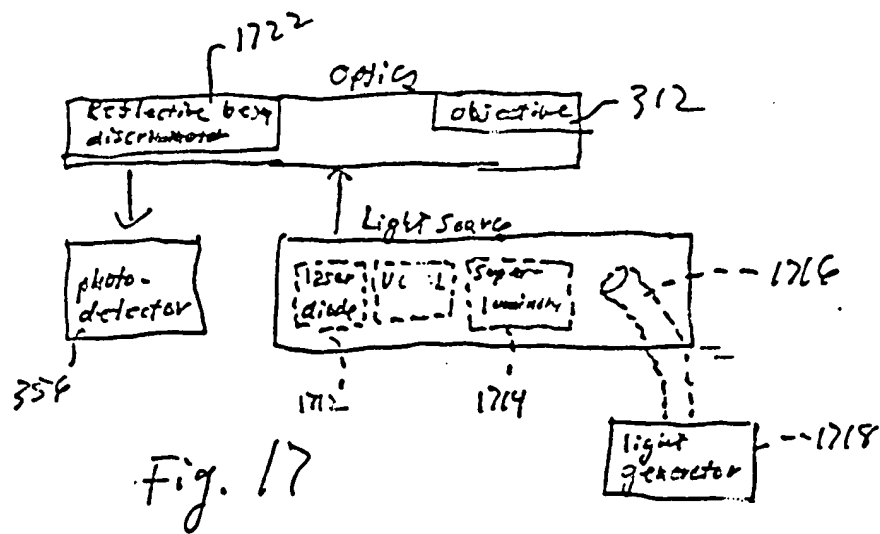 1722
Optics
Reflective beam
discriminator
objective
312
Light Source
photo-
detector
laser
diode
Super-
luminous
1716
354
1712
1714
light
generator
1718
Fig. 17